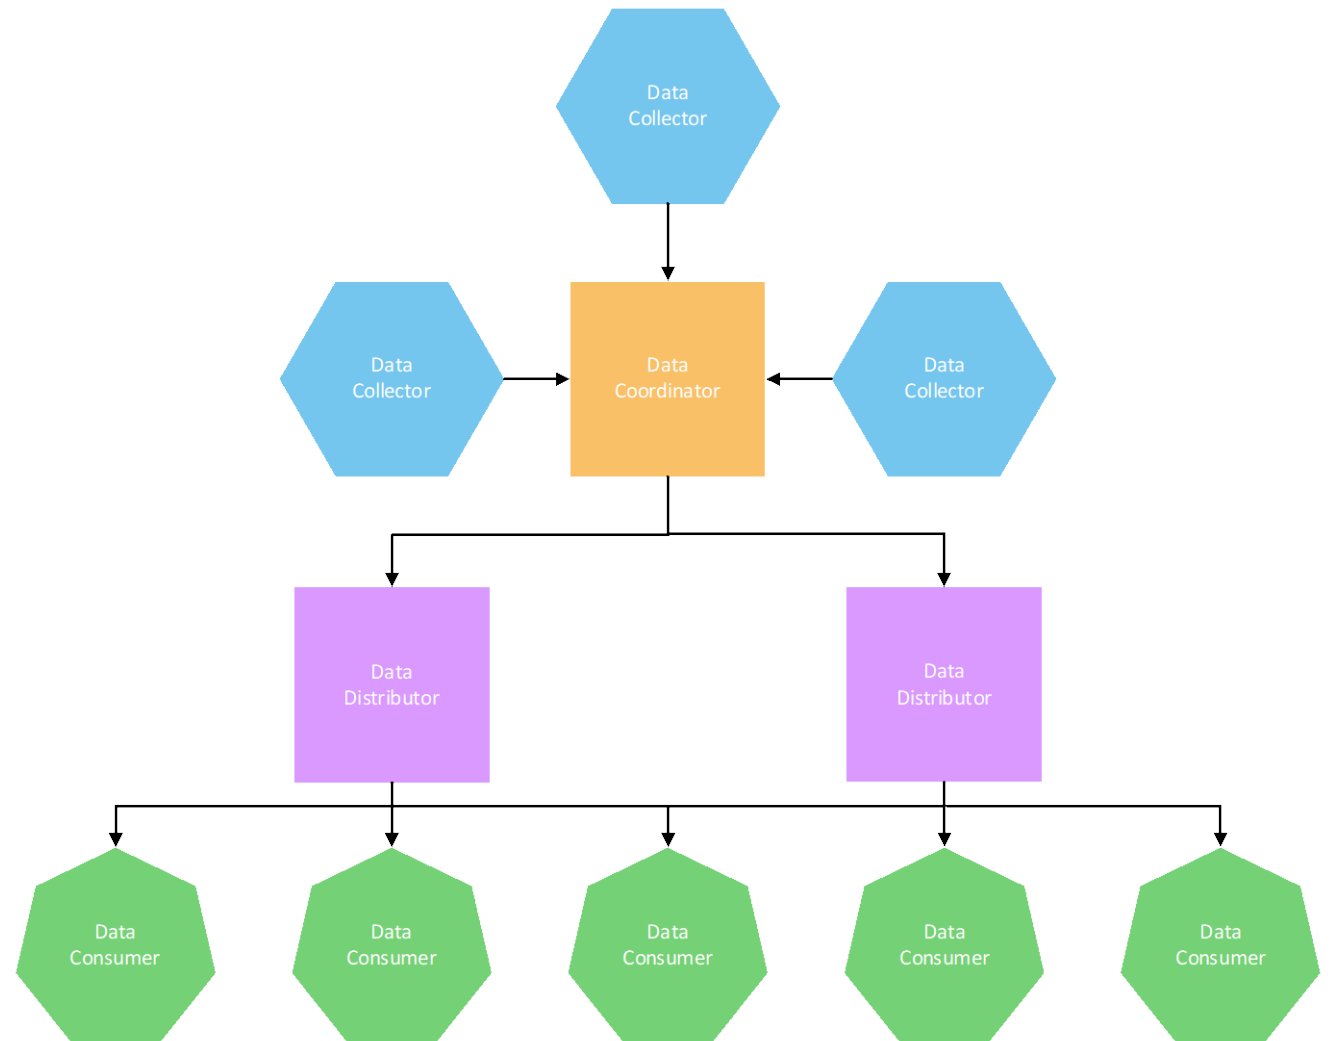 Data
Collector
Data
Collector
Data
Coordinator
Data
Collector
Data
Distributor
Data
Distributor
Data
Consumer
Data
Consumer
Data
Consumer
Data
Consumer
Data
Consumer